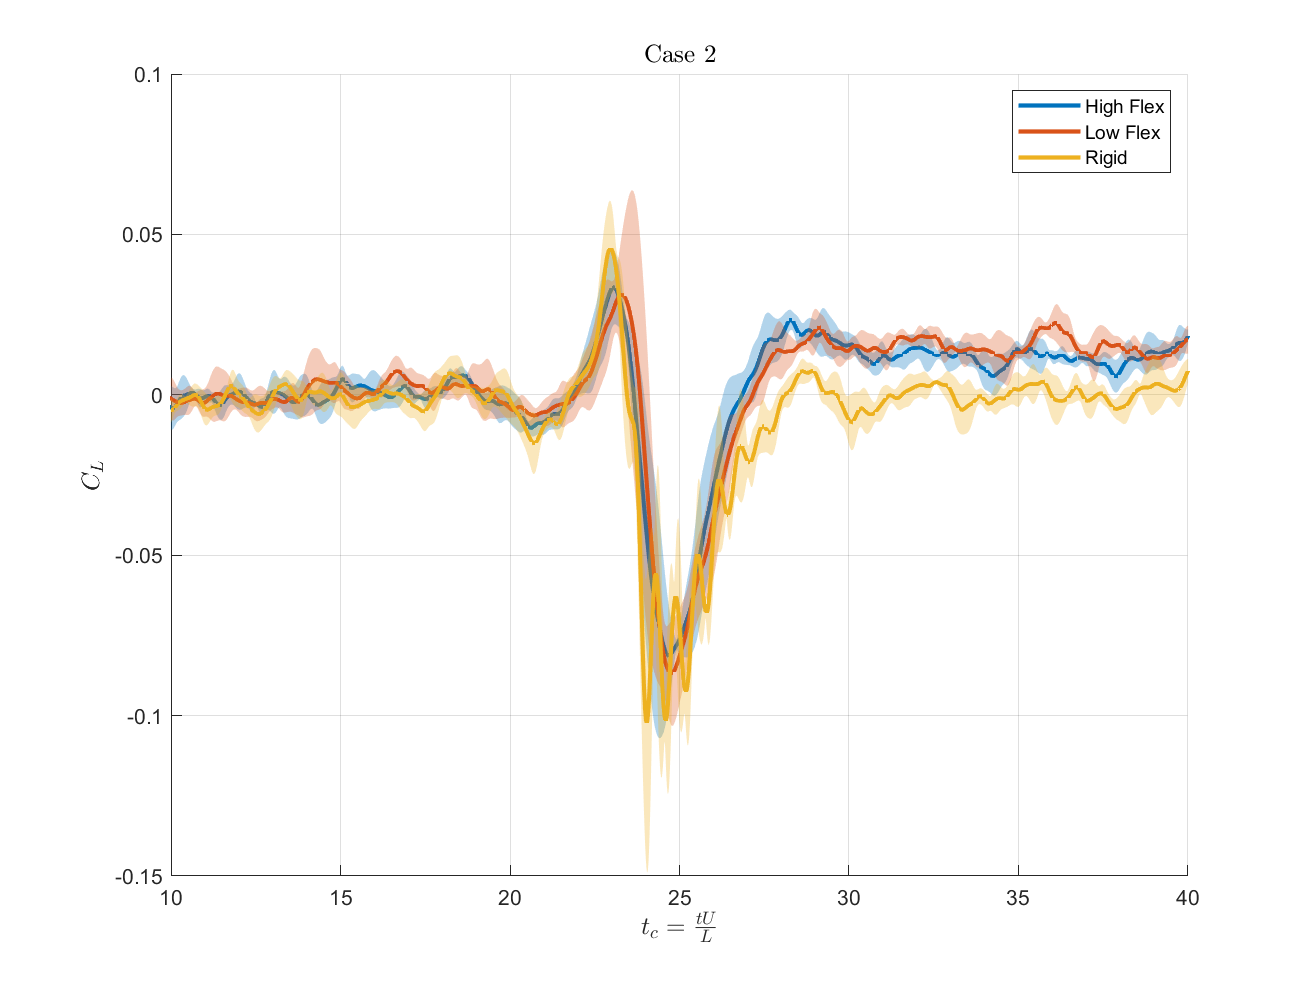 Case 2
High Flex
Low Flex
Rigid
0.1
0.05
0
-0.05
-0.1
-0.15
C_L
10 15 20 25 30 35 40
t_c = \frac{tU}{L}